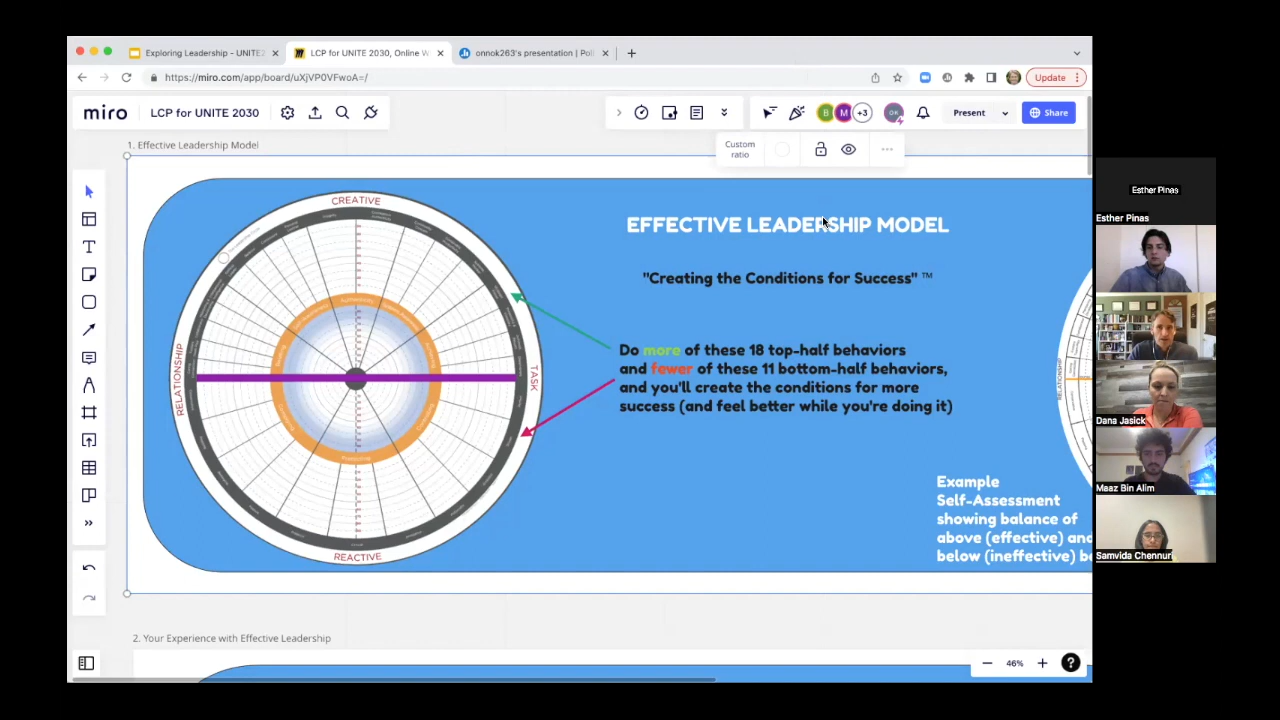 Exploring Leadership - UNITE2
LCP for UNITE 2030, Online W
onnok263's presentation | Poll
https://miro.com/app/board/uXjVP0VFwoA=/
Update
miro
LCP for UNITE 2030
B
M
+3
Present
Share
1. Effective Leadership Model
Custom
ratio
CREATIVE
RELATIONSHIP
TASK
REACTIVE
EFFECTIVE LEADERSHIP MODEL
"Creating the Conditions for Success" ™
Do more of these 18 top-half behaviors
and fewer of these 11 bottom-half behaviors,
and you'll create the conditions for more
success (and feel better while you're doing it)
RELATIONSHIP
Example
Self-Assessment
showing balance of
above (effective) and
below (ineffective) b
2. Your Experience with Effective Leadership
46%
Esther Pinas
Esther Pinas
Dana Jasick
Maaz Bin Alim
Samvida Chennuri